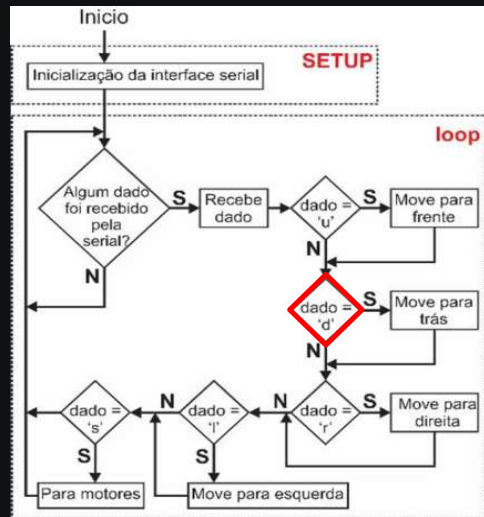 Inicio
SETUP
Inicialização da interface serial
loop
Algum dado
foi recebido
pela
serial?
S
N
Recebe
dado
dado =
'u'
S
N
Move para
frente
dado =
'd'
S
N
Move para
trás
dado =
'r'
S
N
Move para
direita
dado =
'l'
N
S
Move para esquerda
dado =
's'
S
Para motores